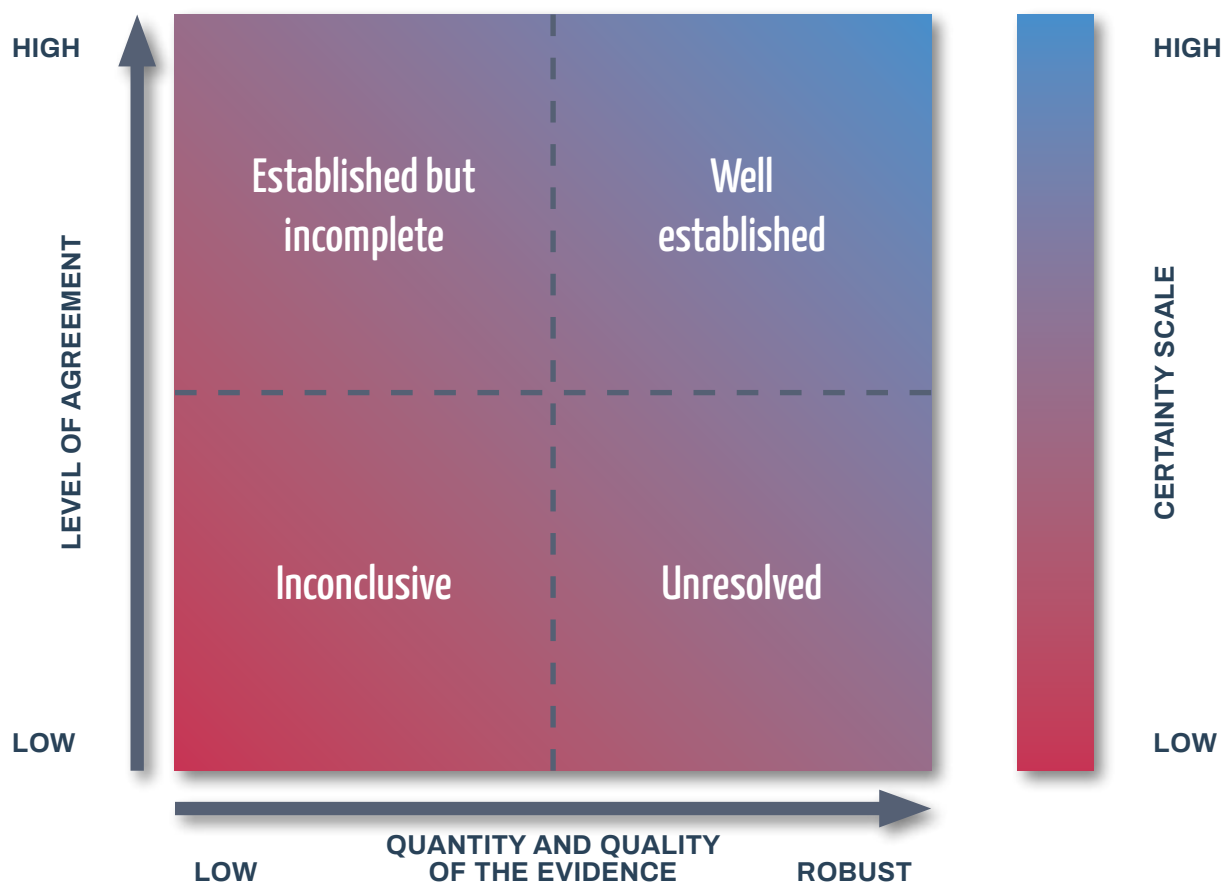 HIGH
HIGH
Established but
incomplete
Well
established
LEVEL OF AGREEMENT
CERTAINTY SCALE
Inconclusive
Unresolved
LOW
LOW
QUANTITY AND QUALITY
OF THE EVIDENCE
LOW
ROBUST